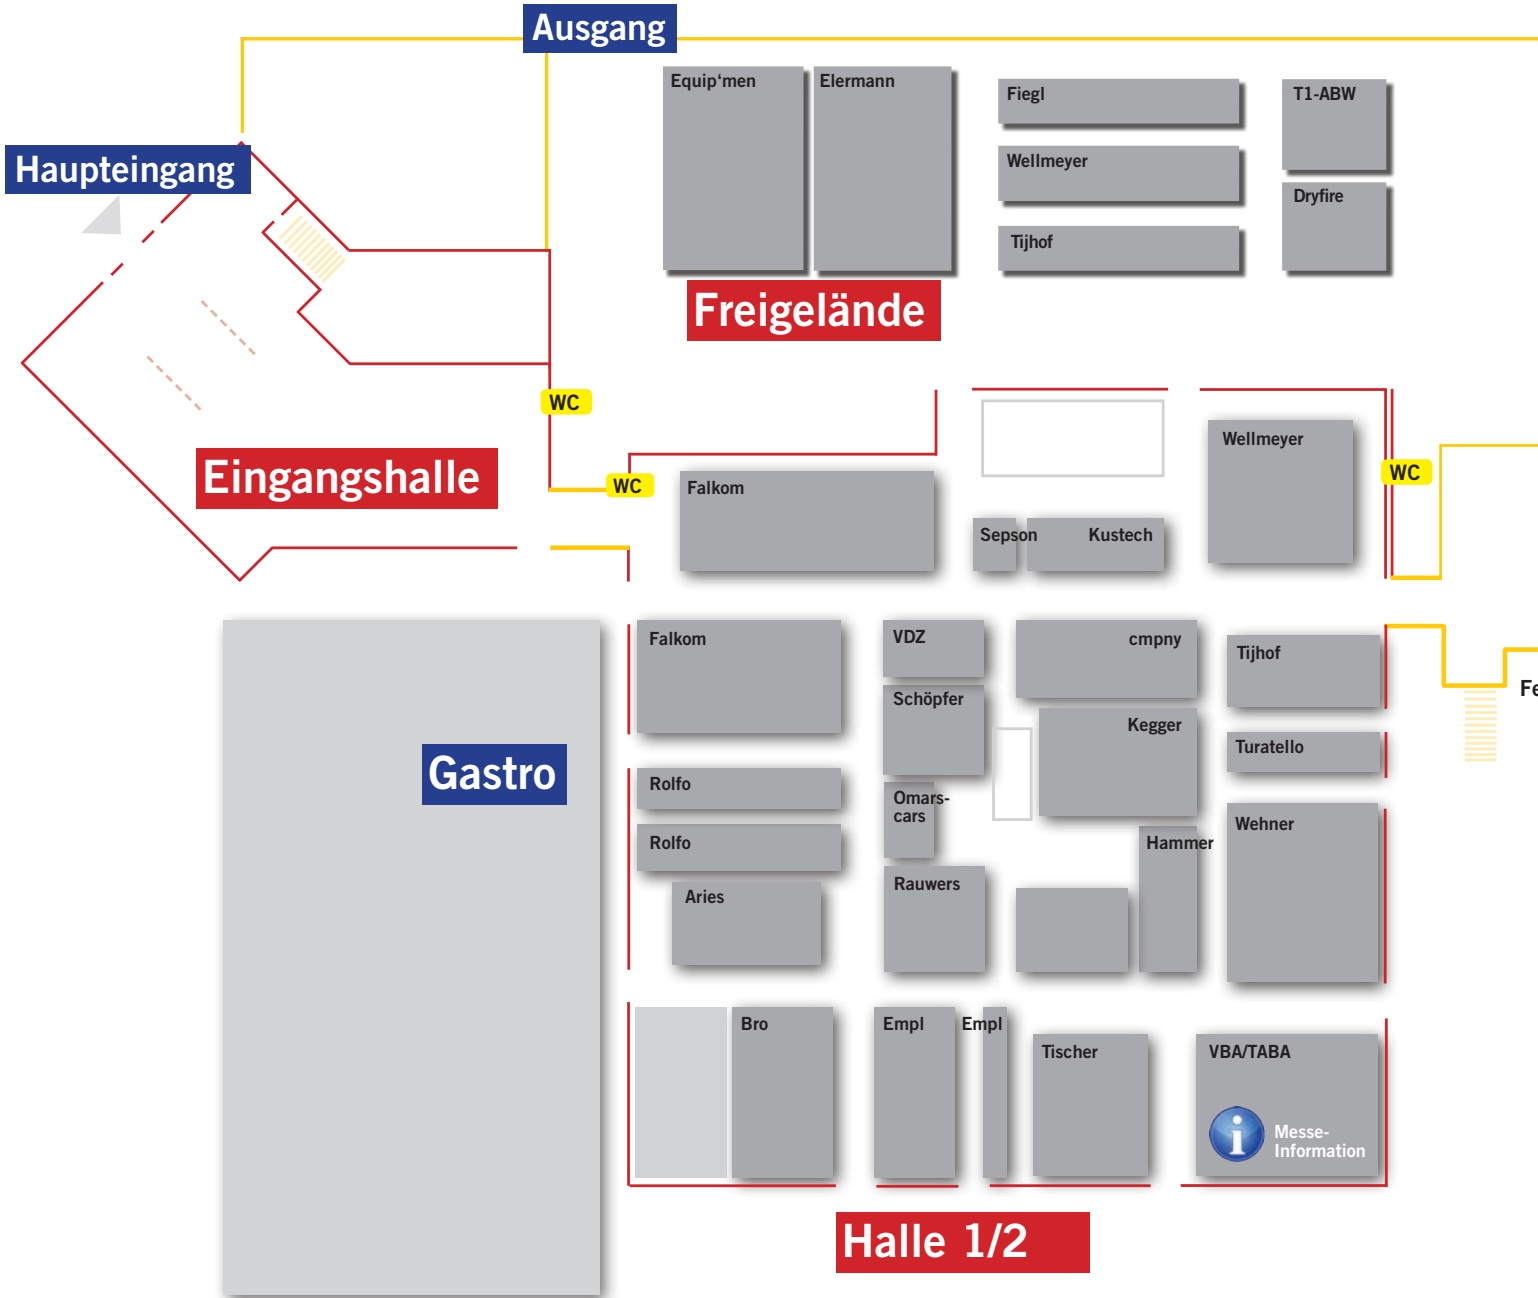 Ausgang
Equip‘men
Elermann
Fiegl
T1-ABW
Haupteingang
Wellmeyer
Dryfire
Tijhof
Freigelände
WC
Eingangshalle
WC
Falkom
Wellmeyer
WC
Sepson
Kustech
Falkom
VDZ
cmpny
Tijhof
Fe
Schöpfer
Kegger
Turatello
Gastro
Rolfo
Omars-
cars
Rolfo
Hammer
Wehner
Aries
Rauwers
Bro
Empl
Empl
Tischer
VBA/TABA
Messe-
Information
Halle 1/2